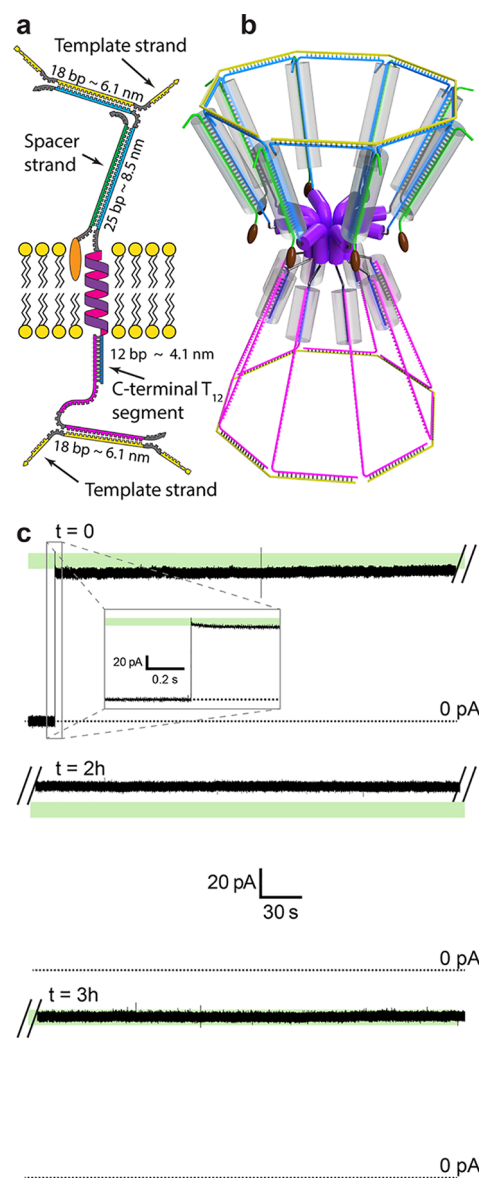 a
b
Template strand
18 bp ~ 6.1 nm
Spacer
strand
25 bp ~ 8.5 nm
12 bp ~ 4.1 nm
C-terminal T12
segment
18 bp ~ 6.1 nm
Template strand
c
t = 0
20 pA
0.2 s
0 pA
t = 2h
20 pA
30 s
0 pA
t = 3h
0 pA